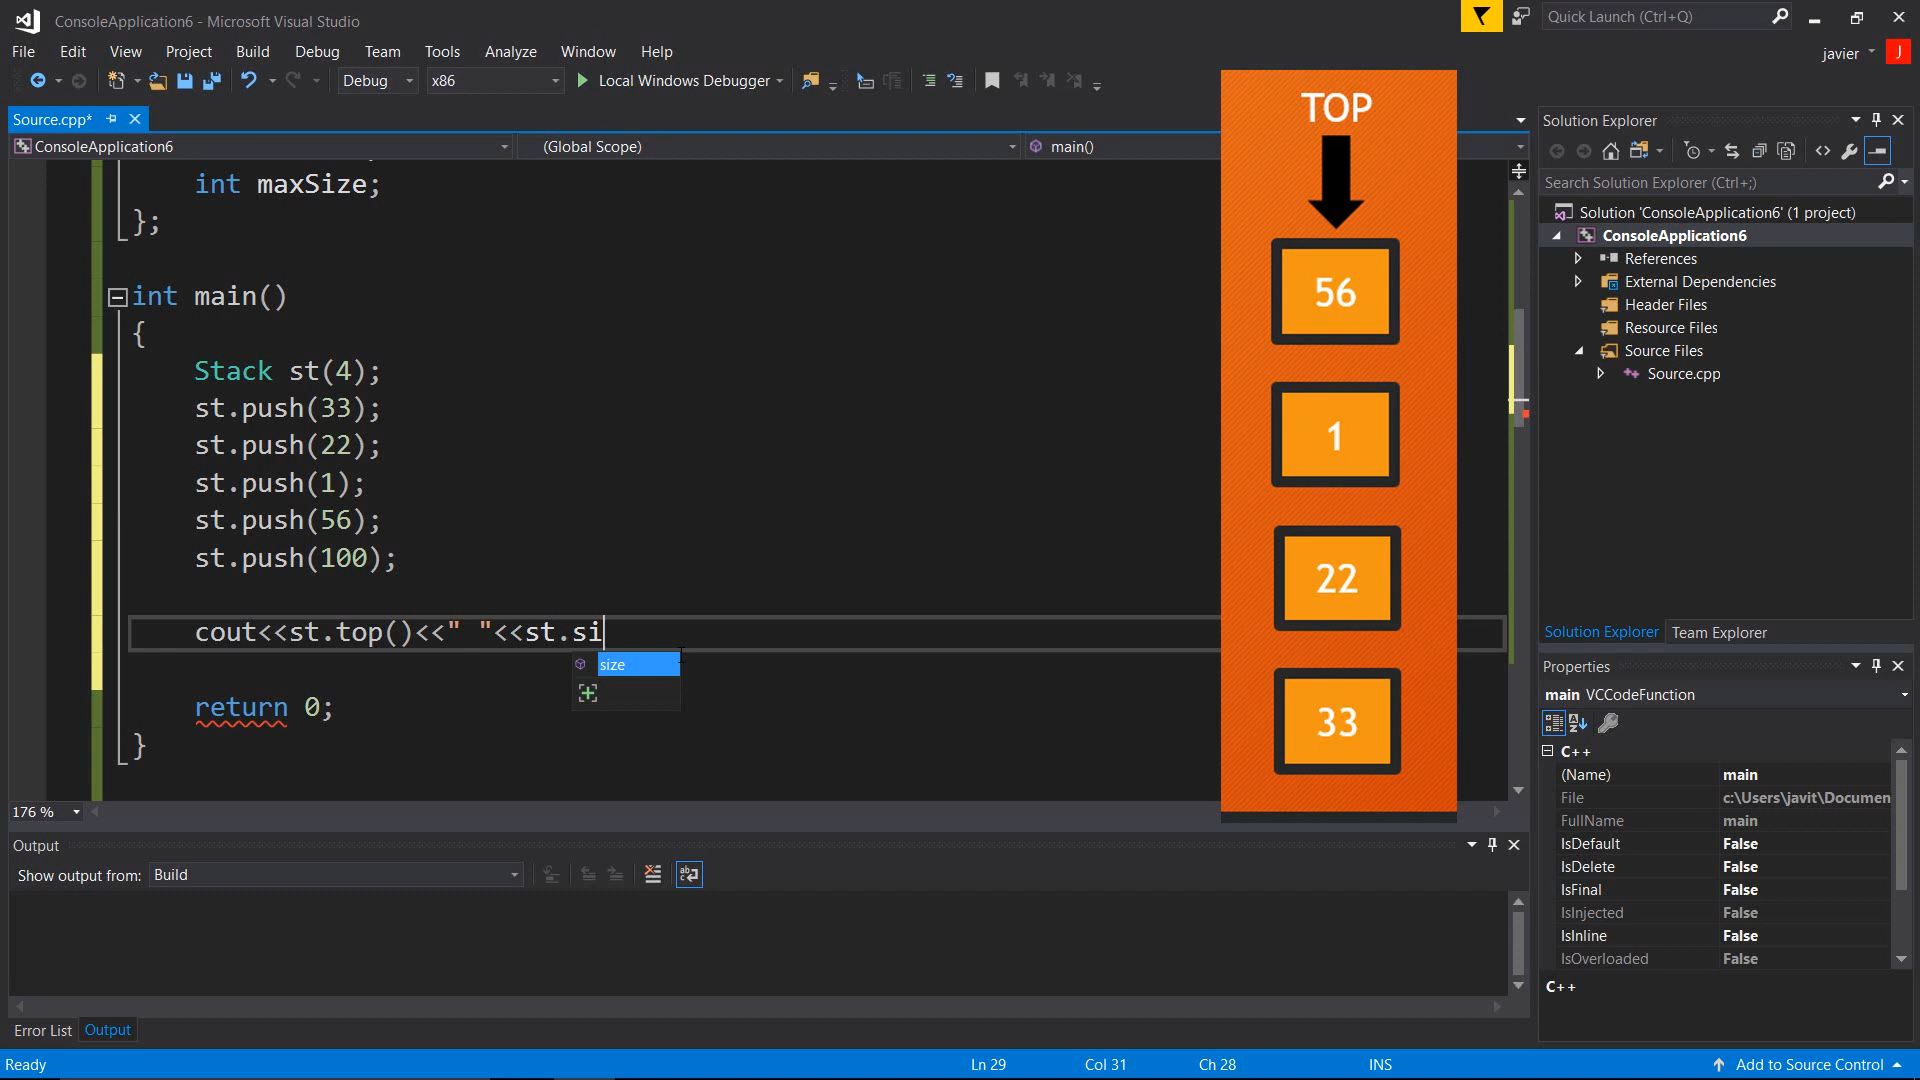 ConsoleApplication6 - Microsoft Visual Studio
Quick Launch (Ctrl+Q)
File Edit View Project Build Debug Team Tools Analyze Window Help
javier J
Debug x86 Local Windows Debugger
Source.cpp*
ConsoleApplication6 (Global Scope) main()
int maxSize;
};
int main()
{
Stack st(4);
st.push(33);
st.push(22);
st.push(1);
st.push(56);
st.push(100);
cout<<st.top()<<" "<<st.si
size
return 0;
}
176 %
TOP
56
1
22
33
Output
Show output from: Build
Error List Output
Solution Explorer
Search Solution Explorer (Ctrl+;)
Solution 'ConsoleApplication6' (1 project)
ConsoleApplication6
References
External Dependencies
Header Files
Resource Files
Source Files
Source.cpp
Solution Explorer Team Explorer
Properties
main VCCodeFunction
C++
(Name) main
File c:\Users\javit\Documen
FullName main
IsDefault False
IsDelete False
IsFinal False
IsInjected False
IsInline False
IsOverloaded False
C++
Ready Ln 29 Col 31 Ch 28 INS Add to Source Control